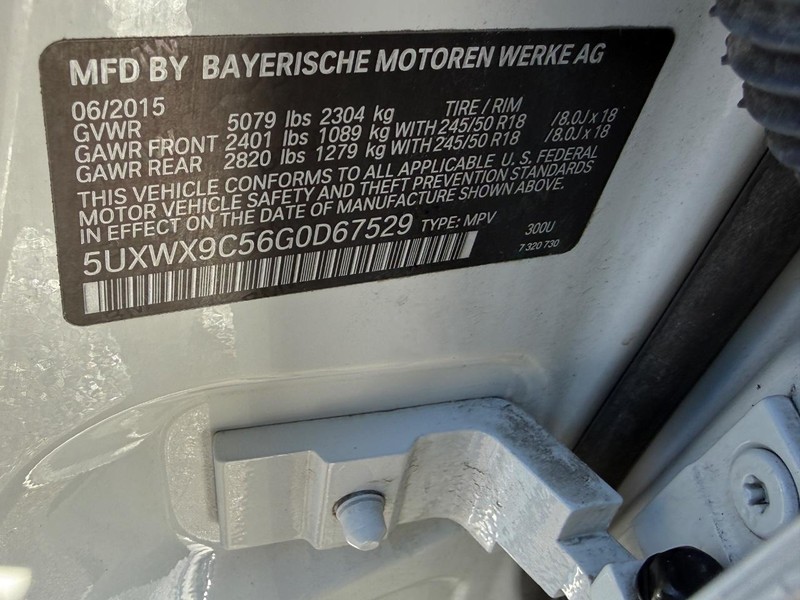 MFD BY BAYERISCHE MOTOREN WERKE AG
06/2015 TIRE / RIM
GVWR 5079 lbs 2304 kg
GAWR FRONT 2401 lbs 1089 kg WITH 245/50 R18 /8.0J x 18
GAWR REAR 2820 lbs 1279 kg WITH 245/50 R18 /8.0J x 18
THIS VEHICLE CONFORMS TO ALL APPLICABLE U. S. FEDERAL
MOTOR VEHICLE SAFETY AND THEFT PREVENTION STANDARDS
IN EFFECT ON THE DATE OF MANUFACTURE SHOWN ABOVE.
5UXWX9C56G0D67529 TYPE: MPV 300U
7 320 730